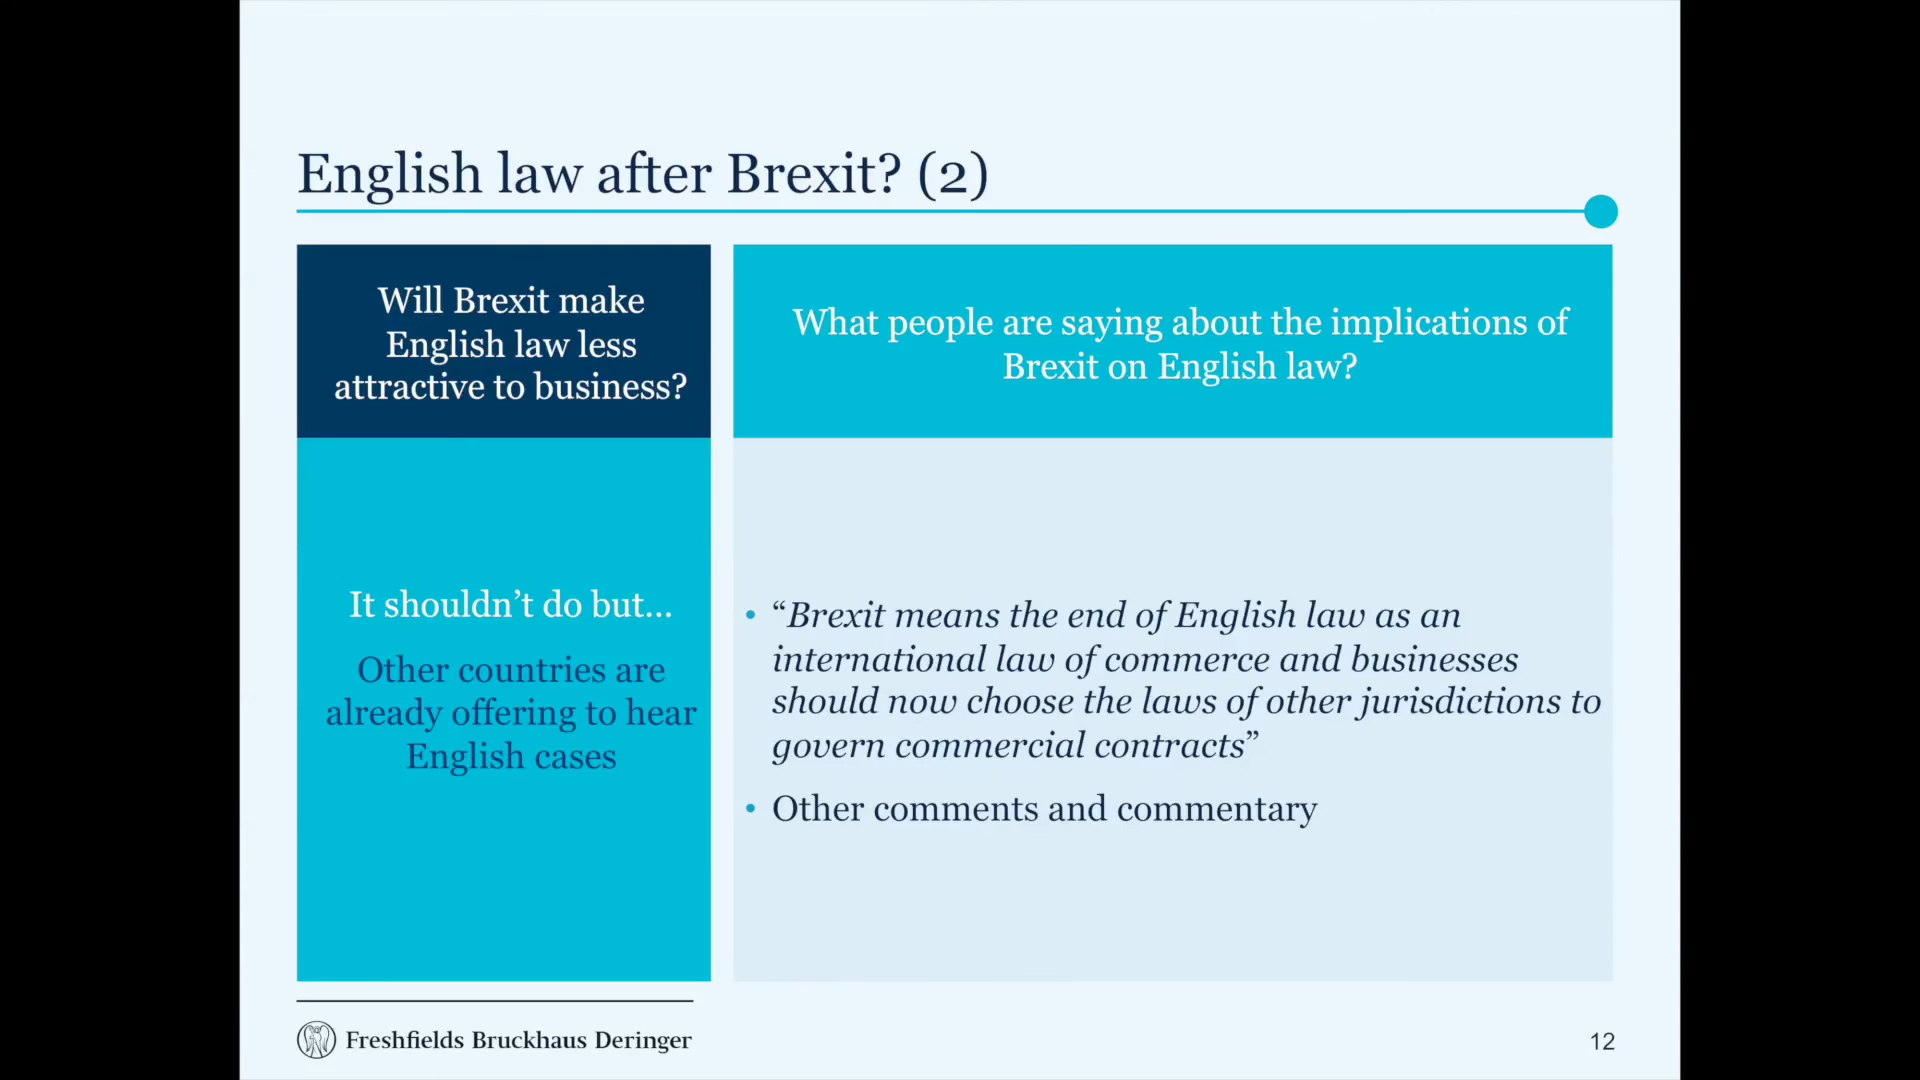 English law after Brexit? (2)
Will Brexit make
English law less
attractive to business?
It shouldn’t do but...
Other countries are
already offering to hear
English cases
What people are saying about the implications of
Brexit on English law?
• “Brexit means the end of English law as an
international law of commerce and businesses
should now choose the laws of other jurisdictions to
govern commercial contracts”
• Other comments and commentary
Freshfields Bruckhaus Deringer
12